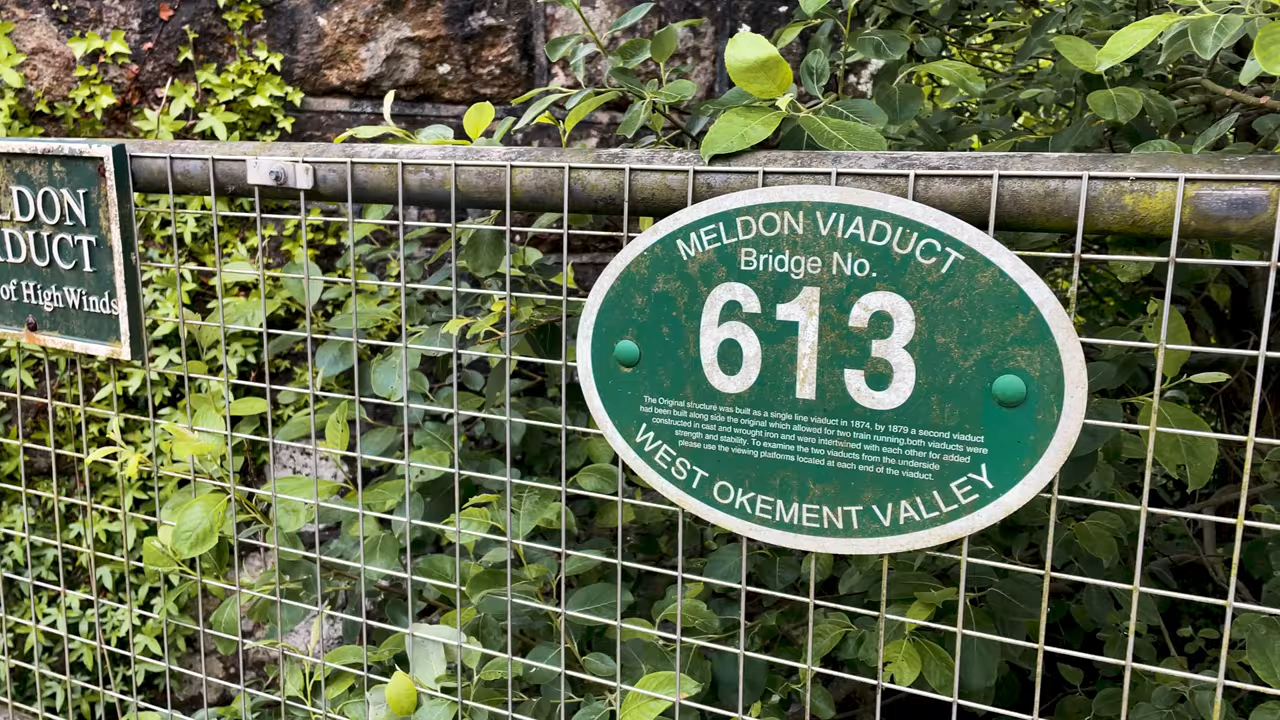 LDON
DUCT
of High Winds
MELDON VIADUCT
Bridge No.
613
The Original structure was built as a single line viaduct in 1874, by 1879 a second viaduct
had been built along side the original which allowed for two train running.both viaducts were
constructed in cast and wrought iron and were intertwined with each other for added
strength and stability. To examine the two viaducts from the underside
please use the viewing platforms located at each end of the viaduct.
WEST OKEMENT VALLEY